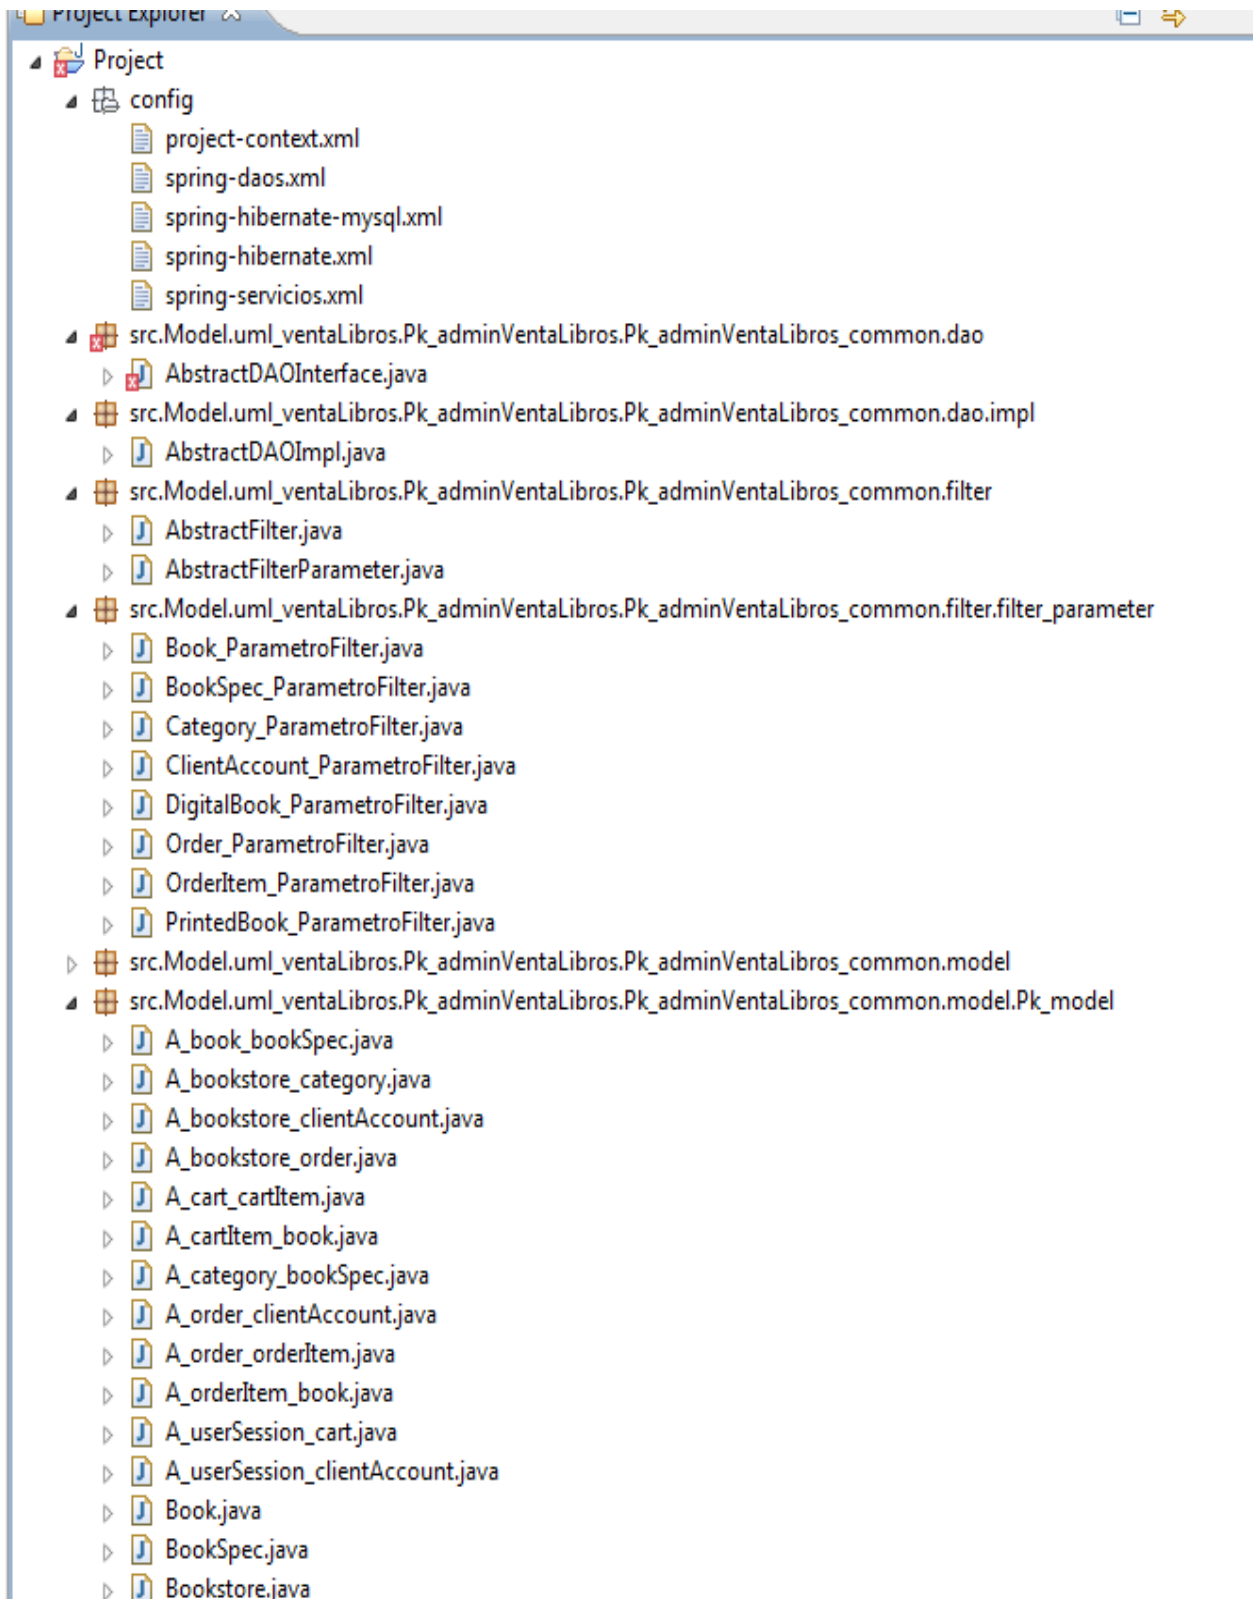 Project Explorer
Project
config
project-context.xml
spring-daos.xml
spring-hibernate-mysql.xml
spring-hibernate.xml
spring-servicios.xml
src.Model.uml_ventaLibros.Pk_adminVentaLibros.Pk_adminVentaLibros_common.dao
AbstractDAOInterface.java
src.Model.uml_ventaLibros.Pk_adminVentaLibros.Pk_adminVentaLibros_common.dao.impl
AbstractDAOImpl.java
src.Model.uml_ventaLibros.Pk_adminVentaLibros.Pk_adminVentaLibros_common.filter
AbstractFilter.java
AbstractFilterParameter.java
src.Model.uml_ventaLibros.Pk_adminVentaLibros.Pk_adminVentaLibros_common.filter.filter_parameter
Book_ParametroFilter.java
BookSpec_ParametroFilter.java
Category_ParametroFilter.java
ClientAccount_ParametroFilter.java
DigitalBook_ParametroFilter.java
Order_ParametroFilter.java
OrderItem_ParametroFilter.java
PrintedBook_ParametroFilter.java
src.Model.uml_ventaLibros.Pk_adminVentaLibros.Pk_adminVentaLibros_common.model
src.Model.uml_ventaLibros.Pk_adminVentaLibros.Pk_adminVentaLibros_common.model.Pk_model
A_book_bookSpec.java
A_bookstore_category.java
A_bookstore_clientAccount.java
A_bookstore_order.java
A_cart_cartItem.java
A_cartItem_book.java
A_category_bookSpec.java
A_order_clientAccount.java
A_order_orderItem.java
A_orderItem_book.java
A_userSession_cart.java
A_userSession_clientAccount.java
Book.java
BookSpec.java
Bookstore.java